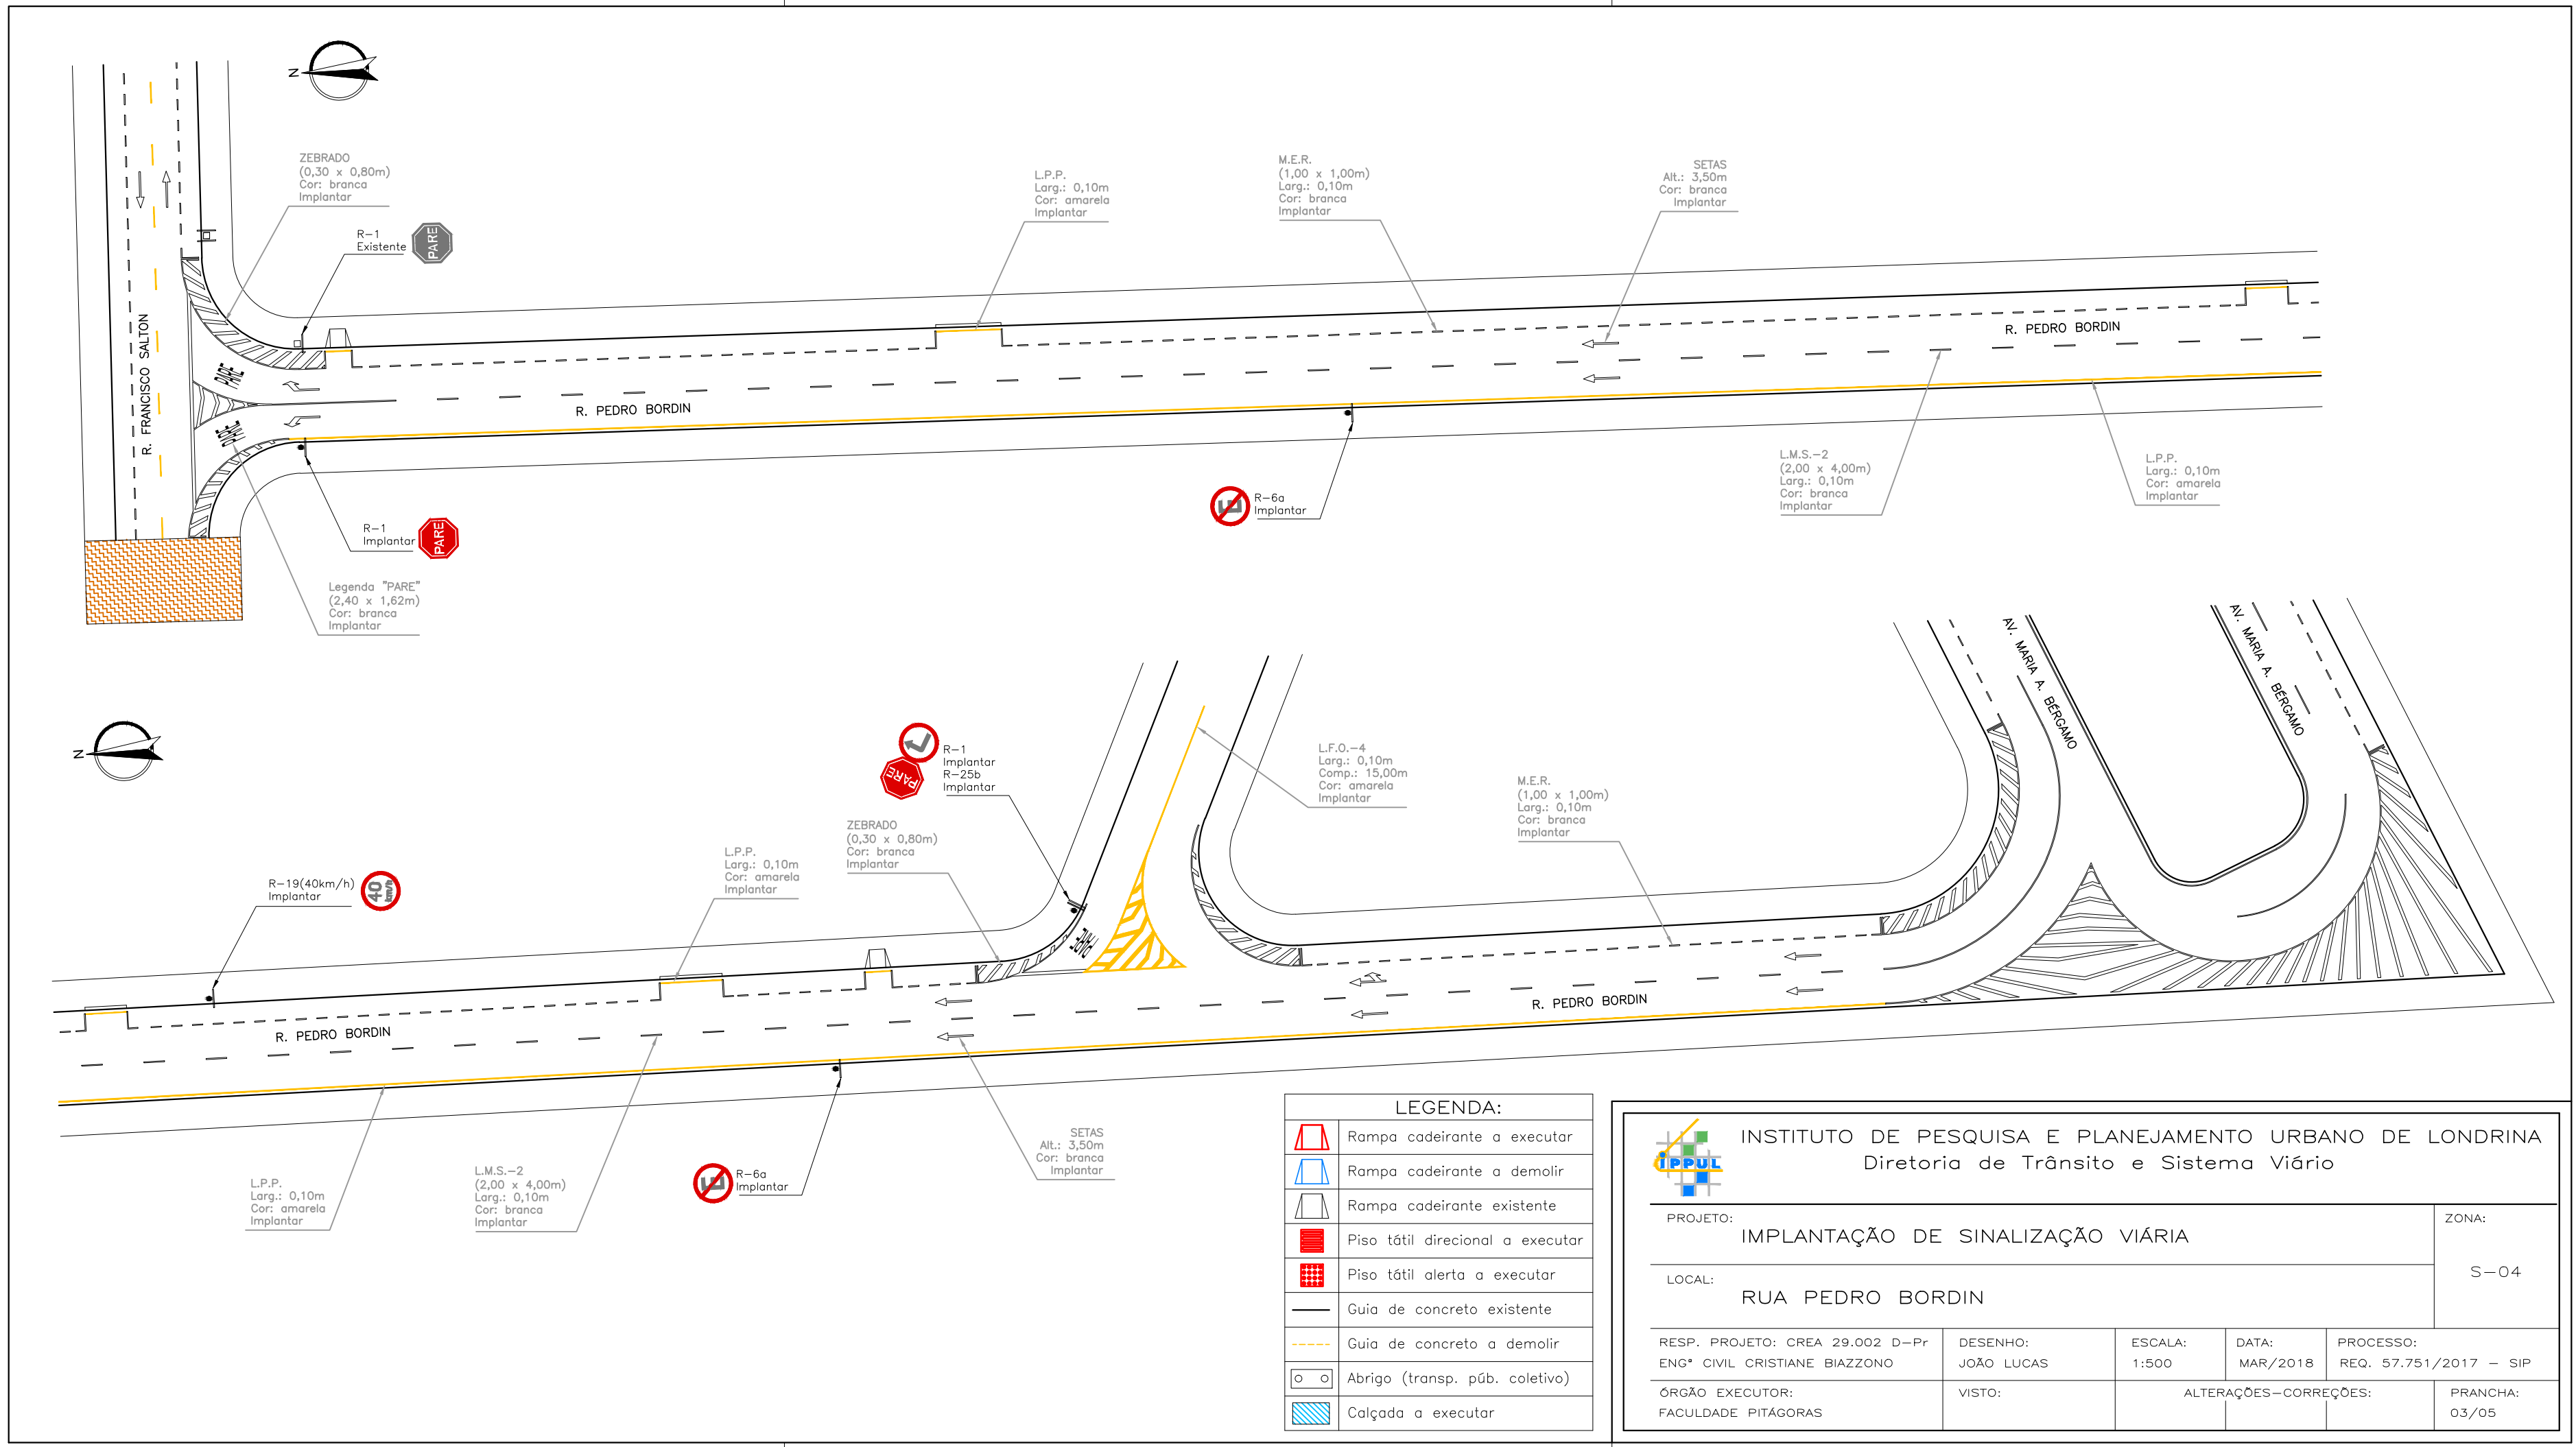 N
ZEBRADO
(0,30 x 0,80m)
Cor: branca
Implantar
R-1
Existente
PARE
L.P.P.
Larg.: 0,10m
Cor: amarela
Implantar
M.E.R.
(1,00 x 1,00m)
Larg.: 0,10m
Cor: branca
Implantar
SETAS
Alt.: 3,50m
Cor: branca
Implantar
R. PEDRO BORDIN
R. FRANCISCO SALTON
PARE
PARE
R. PEDRO BORDIN
R-1
Implantar
PARE
Legenda "PARE"
(2,40 x 1,62m)
Cor: branca
Implantar
E
R-6a
Implantar
L.M.S.-2
(2,00 x 4,00m)
Larg.: 0,10m
Cor: branca
Implantar
L.P.P.
Larg.: 0,10m
Cor: amarela
Implantar
N
R-19(40km/h)
Implantar
40
km/h
L.P.P.
Larg.: 0,10m
Cor: amarela
Implantar
ZEBRADO
(0,30 x 0,80m)
Cor: branca
Implantar
PARE
R-1
Implantar
R-25b
Implantar
PARE
L.F.O.-4
Larg.: 0,10m
Comp.: 15,00m
Cor: amarela
Implantar
M.E.R.
(1,00 x 1,00m)
Larg.: 0,10m
Cor: branca
Implantar
AV. MARIA A. BÉRGAMO
AV. MARIA A. BÉRGAMO
R. PEDRO BORDIN
R. PEDRO BORDIN
L.P.P.
Larg.: 0,10m
Cor: amarela
Implantar
L.M.S.-2
(2,00 x 4,00m)
Larg.: 0,10m
Cor: branca
Implantar
E
R-6a
Implantar
SETAS
Alt.: 3,50m
Cor: branca
Implantar
LEGENDA:
Rampa cadeirante a executar
Rampa cadeirante a demolir
Rampa cadeirante existente
Piso tátil direcional a executar
Piso tátil alerta a executar
Guia de concreto existente
Guia de concreto a demolir
Abrigo (transp. púb. coletivo)
Calçada a executar
iPPUL
INSTITUTO DE PESQUISA E PLANEJAMENTO URBANO DE LONDRINA
Diretoria de Trânsito e Sistema Viário
PROJETO:
IMPLANTAÇÃO DE SINALIZAÇÃO VIÁRIA
ZONA:
S-04
LOCAL:
RUA PEDRO BORDIN
RESP. PROJETO: CREA 29.002 D-Pr
ENGª CIVIL CRISTIANE BIAZZONO
DESENHO:
JOÃO LUCAS
ESCALA:
1:500
DATA:
MAR/2018
PROCESSO:
REQ. 57.751/2017 - SIP
ÓRGÃO EXECUTOR:
FACULDADE PITÁGORAS
VISTO:
ALTERAÇÕES-CORREÇÕES:
PRANCHA:
03/05